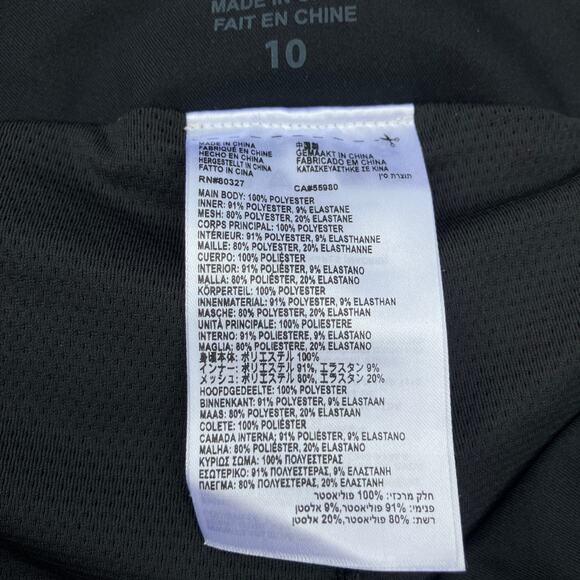 MADE IN
FAIT EN CHINE
10
MADE IN CHINA
FABRIQUÉ EN CHINE
HECHO EN CHINA
HERGESTELLT IN CHINA
FATTO IN CINA
中国製
GEMAAKT IN CHINA
FABRICADO EM CHINA
ΚΑΤΑΣΚΕΥΑΣΤΗΚΕ ΣΕ ΚΙΝΑ
תוצרת סין
RN#80327 CA#55980
MAIN BODY: 100% POLYESTER
INNER: 91% POLYESTER, 9% ELASTANE
MESH: 80% POLYESTER, 20% ELASTANE
CORPS PRINCIPAL: 100% POLYESTER
INTÉRIEUR: 91% POLYESTER, 9% ELASTHANNE
MAILLE: 80% POLYESTER, 20% ELASTHANNE
CUERPO: 100% POLIÉSTER
INTERIOR: 91% POLIÉSTER, 9% ELASTANO
MALLA: 80% POLIÉSTER, 20% ELASTANO
KÖRPERTEIL: 100% POLYESTER
INNENMATERIAL: 91% POLYESTER, 9% ELASTHAN
MASCHE: 80% POLYESTER, 20% ELASTHAN
UNITÀ PRINCIPALE: 100% POLIESTERE
INTERNO: 91% POLIESTERE, 9% ELASTANO
MAGLIA: 80% POLIESTERE, 20% ELASTANO
身頃本体: ポリエステル 100%
インナー: ポリエステル 91%, エラスタン 9%
メッシュ: ポリエステル 80%, エラスタン 20%
HOOFDGEDEELTE: 100% POLYESTER
BINNENKANT: 91% POLYESTER, 9% ELASTAAN
MAAS: 80% POLYESTER, 20% ELASTAAN
COLETE: 100% POLIÉSTER
CAMADA INTERNA: 91% POLIÉSTER, 9% ELASTANO
MALHA: 80% POLIÉSTER, 20% ELASTANO
ΚΥΡΙΩΣ ΣΩΜΑ: 100% ΠΟΛΥΕΣΤΕΡΑΣ
ΕΣΩΤΕΡΙΚΟ: 91% ΠΟΛΥΕΣΤΕΡΑΣ, 9% ΕΛΑΣΤΑΝΗ
ΠΛΕΓΜΑ: 80% ΠΟΛΥΕΣΤΕΡΑΣ, 20% ΕΛΑΣΤΑΝΗ
חלק מרכזי: 100% פוליאסטר
פנימי: 91% פוליאסטר, 9% אלסטן
רשת: 80% פוליאסטר, 20% אלסטן